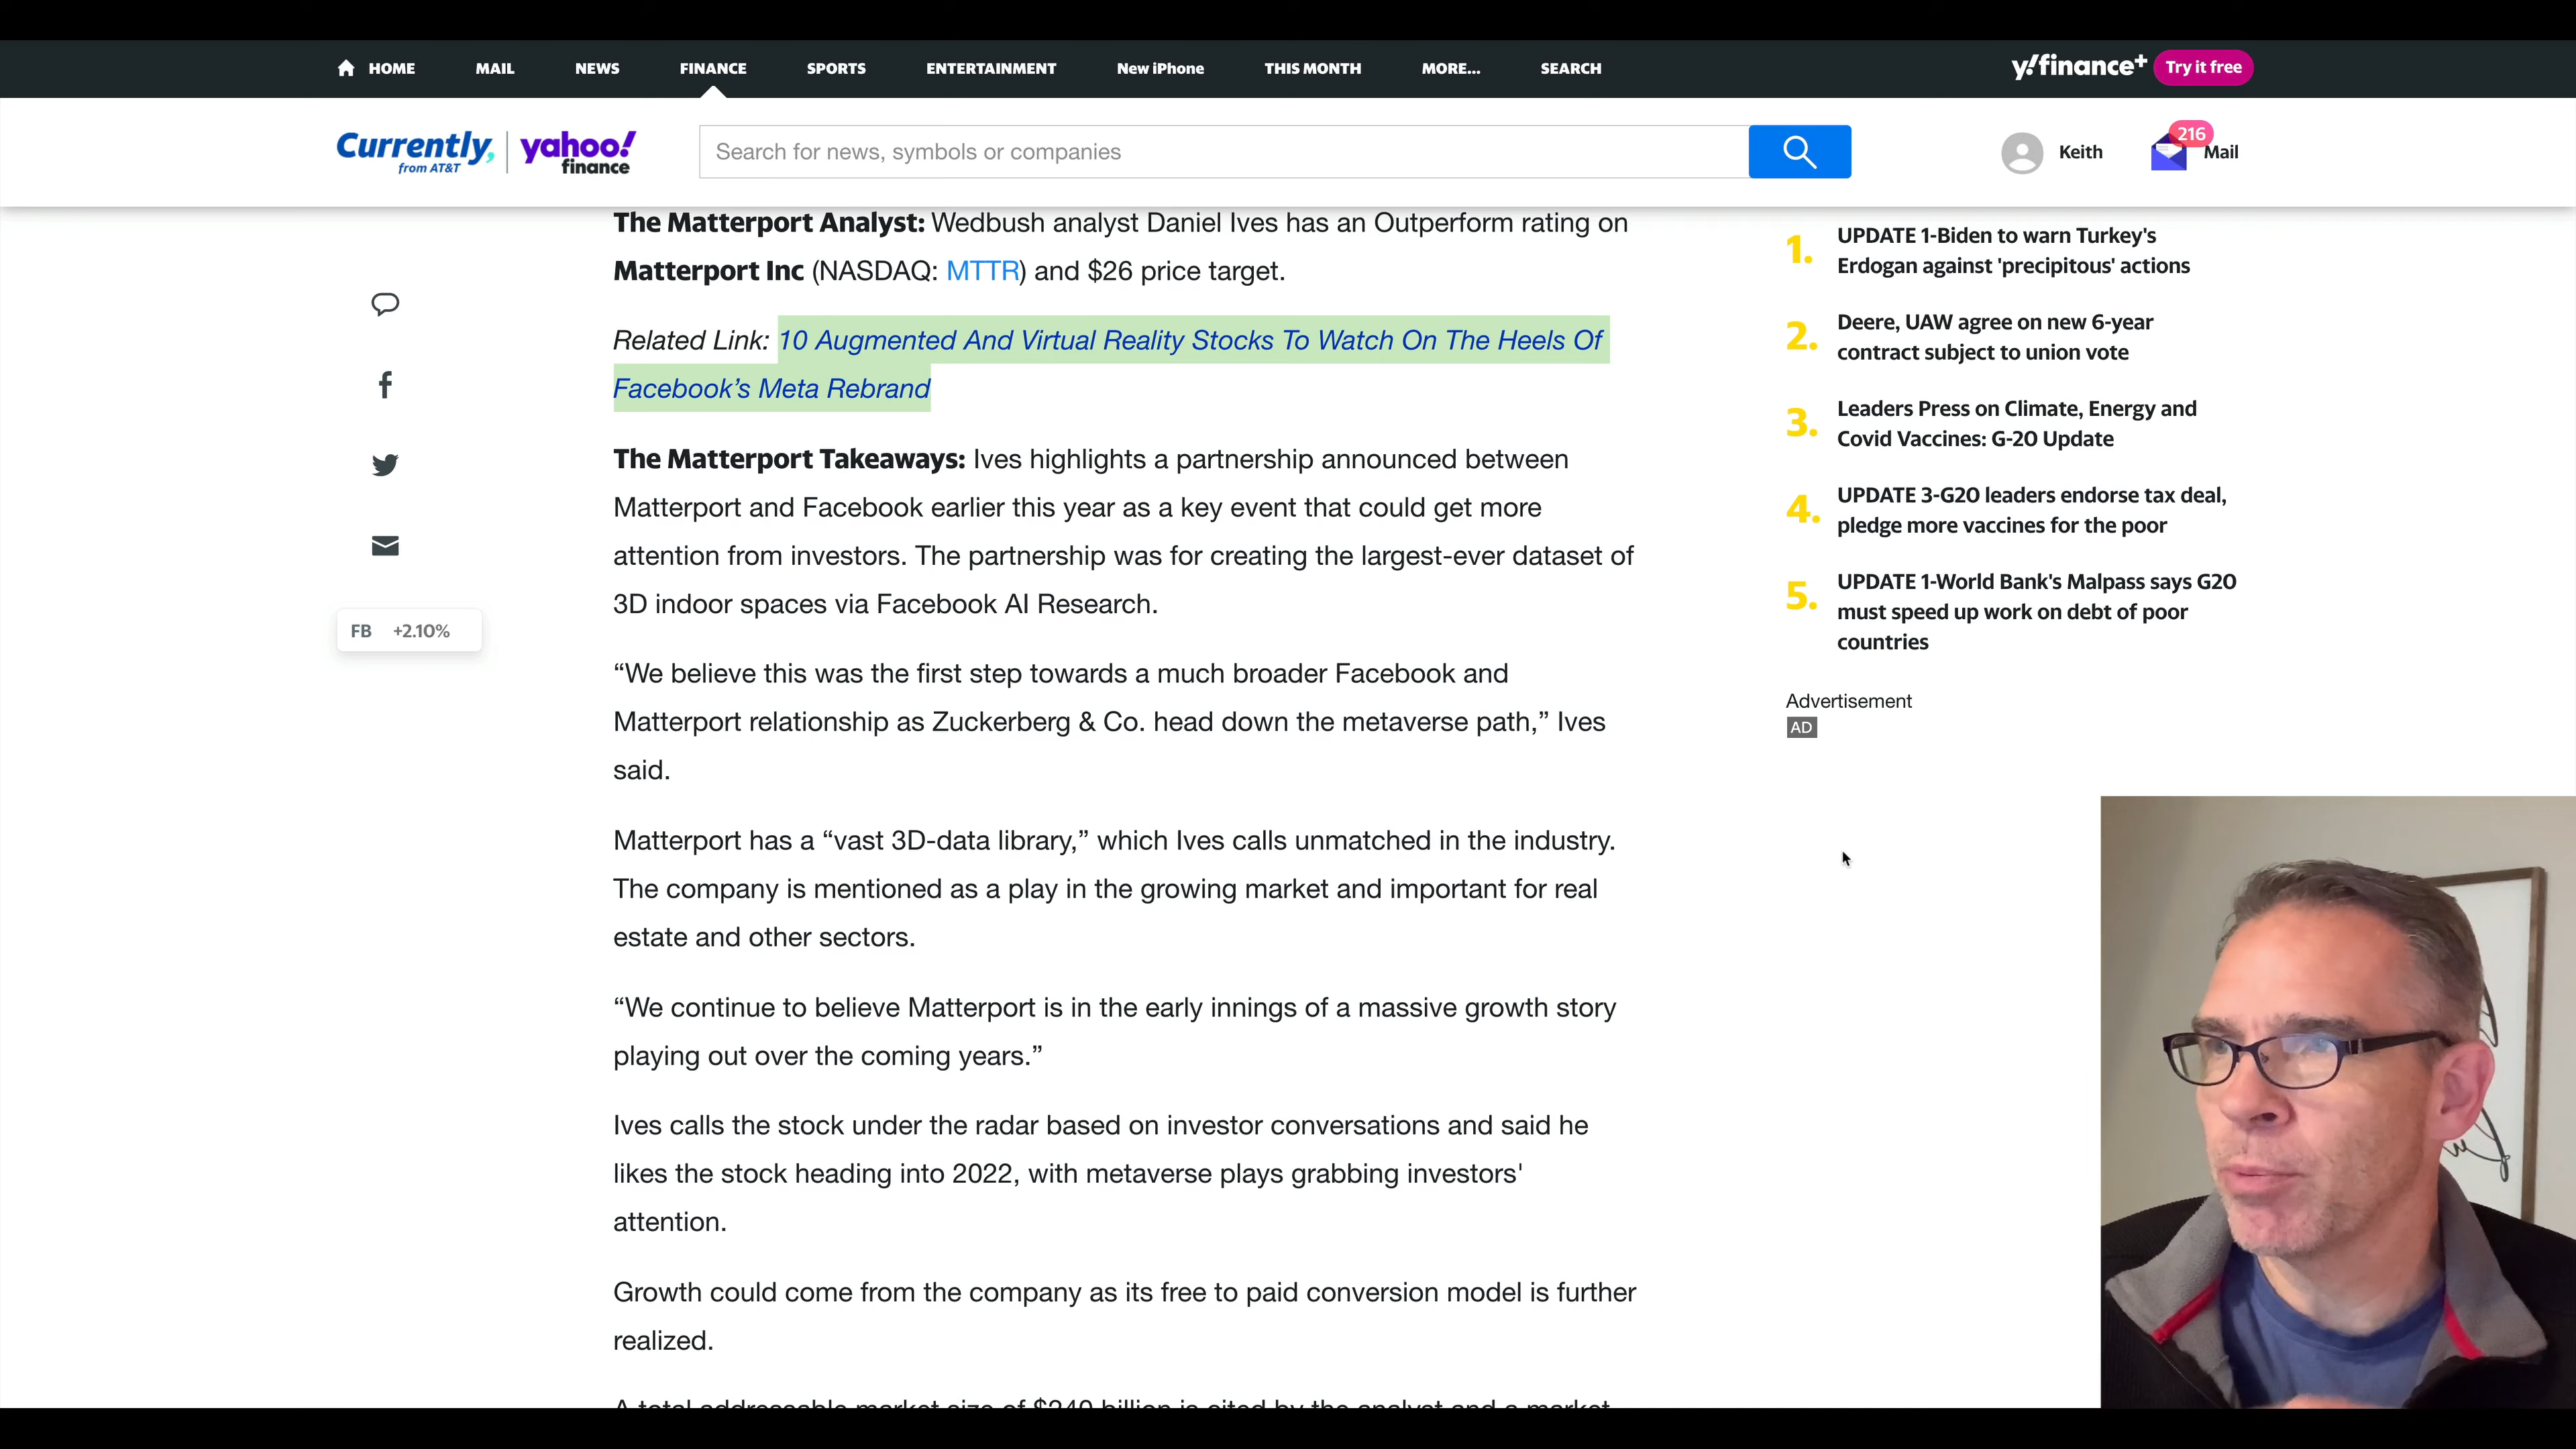 HOME MAIL NEWS FINANCE SPORTS ENTERTAINMENT New iPhone THIS MONTH MORE... SEARCH
y!finance+ Try it free
Currently, from AT&T
yahoo! finance
Search for news, symbols or companies
Keith
216
Mail
The Matterport Analyst: Wedbush analyst Daniel Ives has an Outperform rating on
Matterport Inc (NASDAQ: MTTR) and $26 price target.
Related Link: 10 Augmented And Virtual Reality Stocks To Watch On The Heels Of
Facebook’s Meta Rebrand
The Matterport Takeaways: Ives highlights a partnership announced between
Matterport and Facebook earlier this year as a key event that could get more
attention from investors. The partnership was for creating the largest-ever dataset of
3D indoor spaces via Facebook AI Research.
“We believe this was the first step towards a much broader Facebook and
Matterport relationship as Zuckerberg & Co. head down the metaverse path,” Ives
said.
Matterport has a “vast 3D-data library,” which Ives calls unmatched in the industry.
The company is mentioned as a play in the growing market and important for real
estate and other sectors.
“We continue to believe Matterport is in the early innings of a massive growth story
playing out over the coming years.”
Ives calls the stock under the radar based on investor conversations and said he
likes the stock heading into 2022, with metaverse plays grabbing investors'
attention.
Growth could come from the company as its free to paid conversion model is further
realized.
A total addressable market size of $240 billion is cited by the analyst and a market
FB +2.10%
1. UPDATE 1-Biden to warn Turkey's
Erdogan against 'precipitous' actions
2. Deere, UAW agree on new 6-year
contract subject to union vote
3. Leaders Press on Climate, Energy and
Covid Vaccines: G-20 Update
4. UPDATE 3-G20 leaders endorse tax deal,
pledge more vaccines for the poor
5. UPDATE 1-World Bank's Malpass says G20
must speed up work on debt of poor
countries
Advertisement
AD